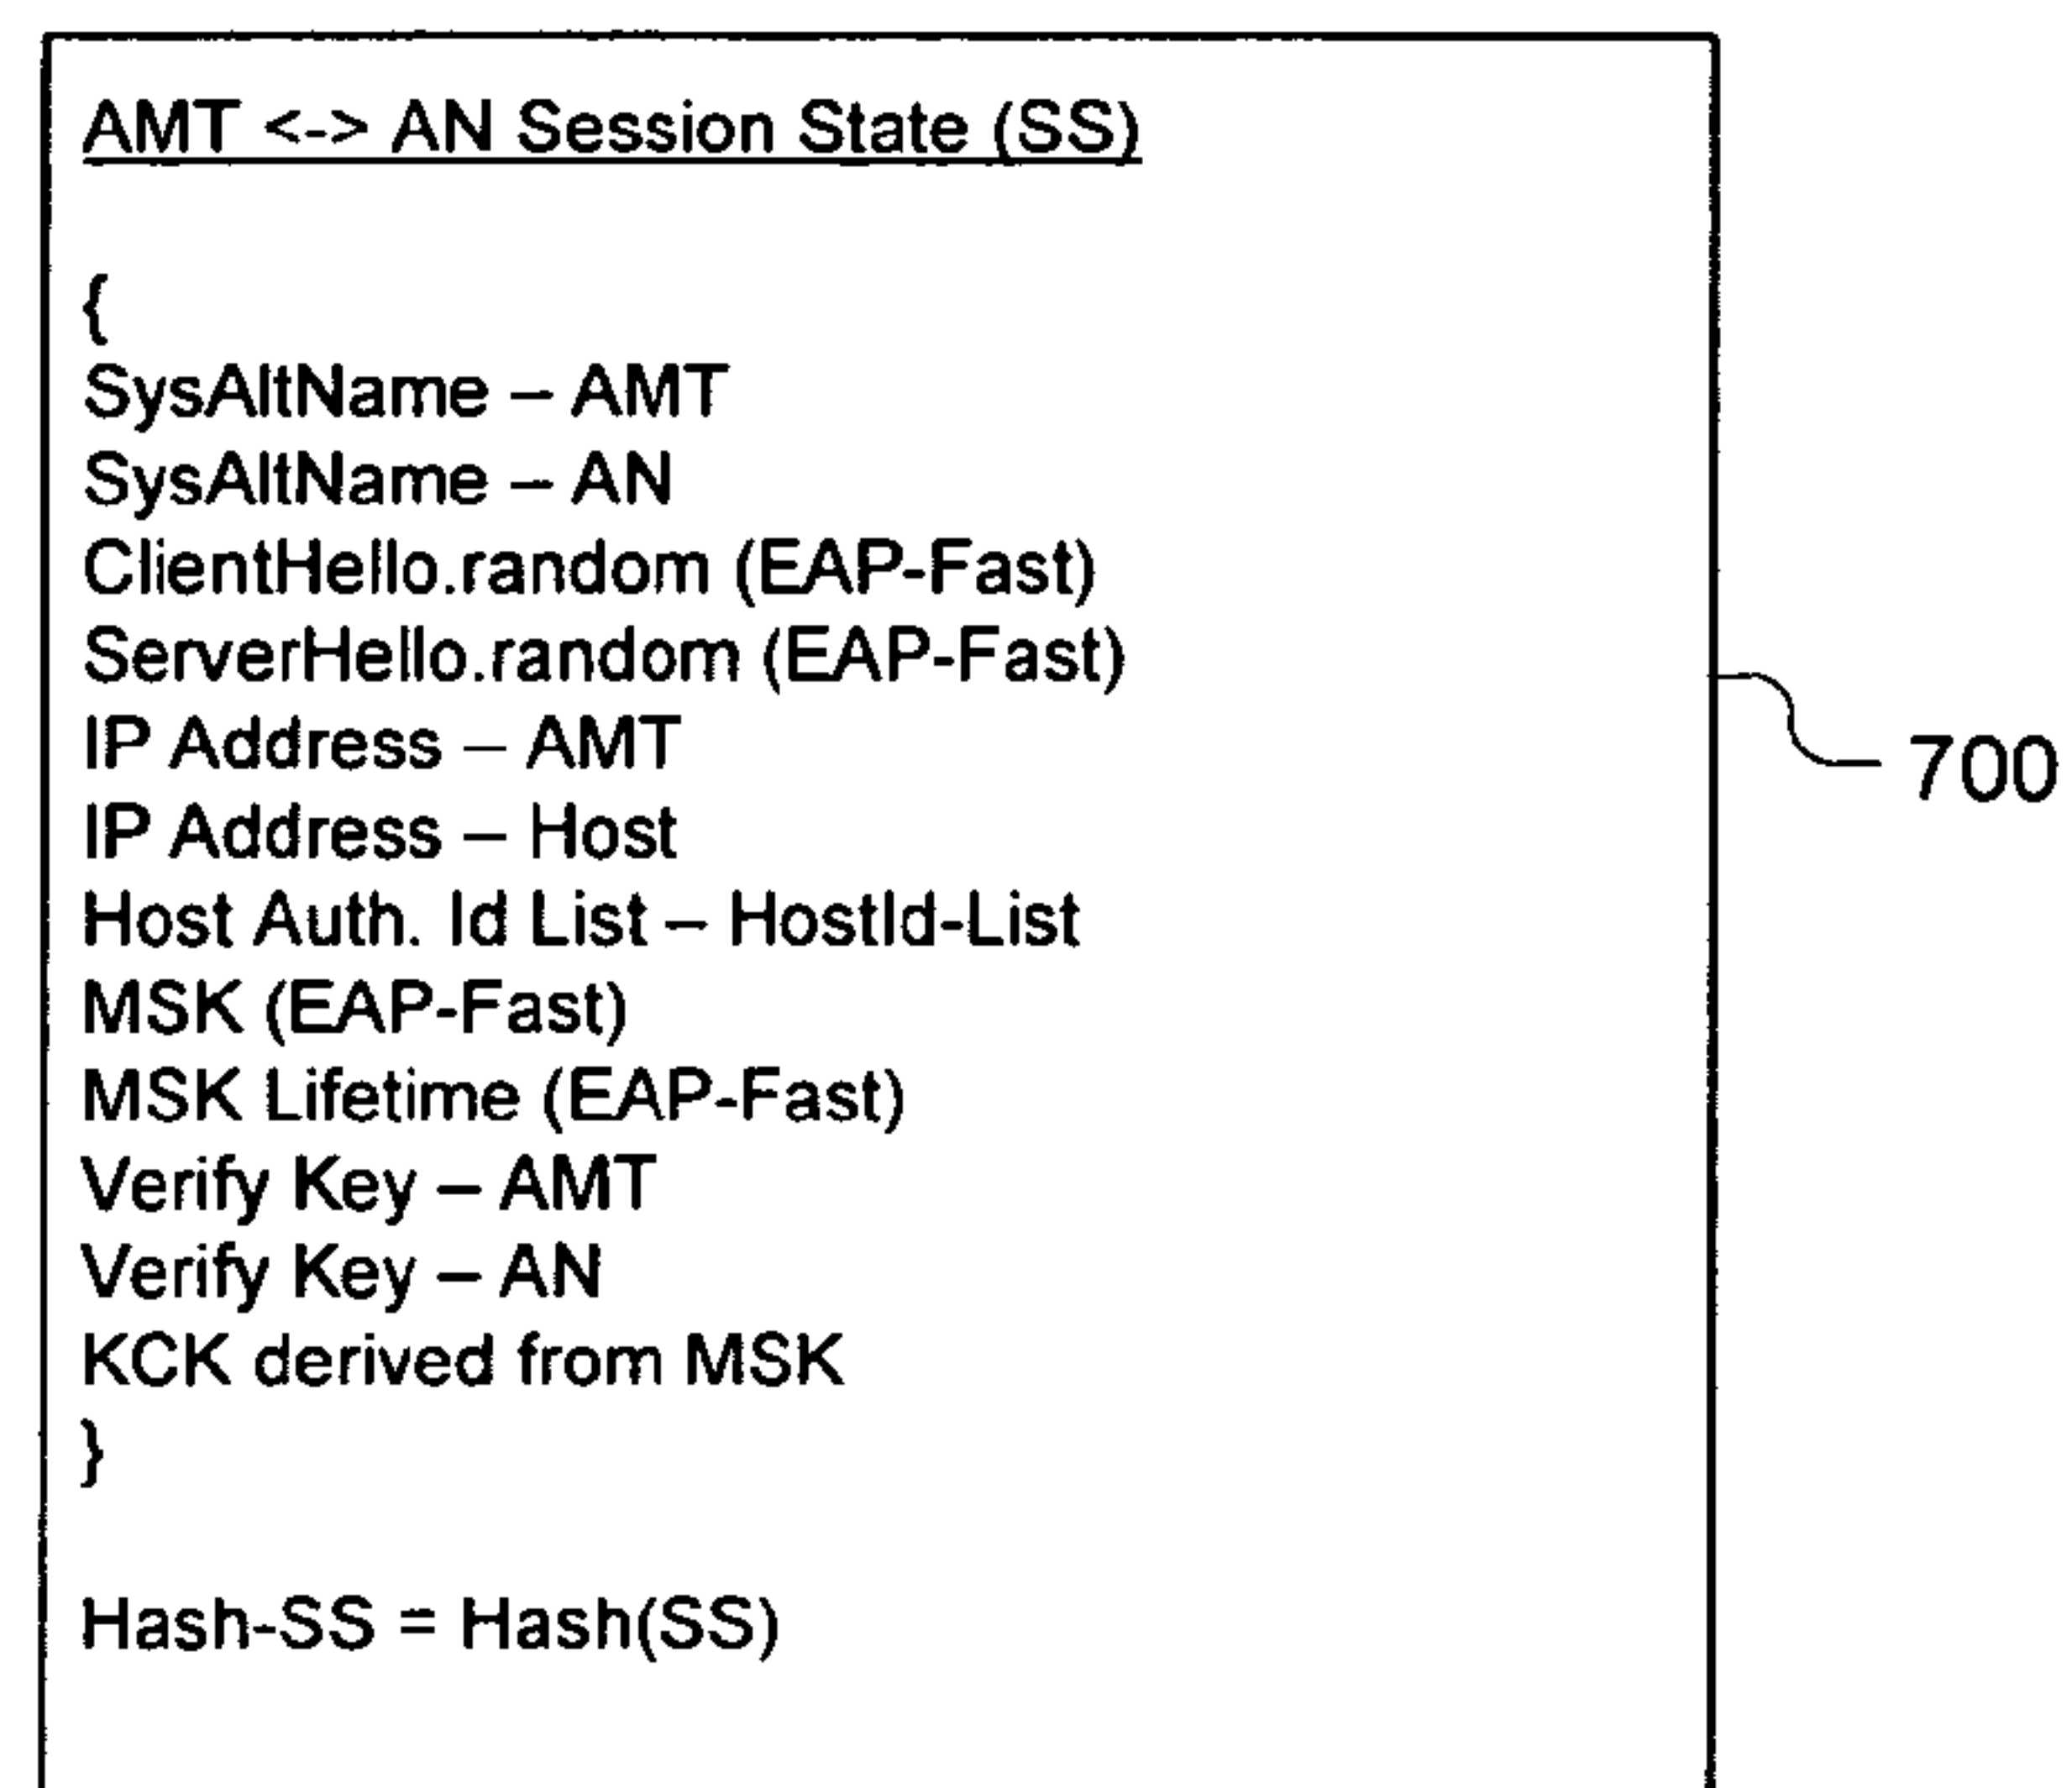 AMT <-> AN Session State (SS)
{
SysAltName – AMT
SysAltName – AN
ClientHello.random (EAP-Fast)
ServerHello.random (EAP-Fast)
IP Address – AMT
IP Address – Host
Host Auth. Id List – HostId-List
MSK (EAP-Fast)
MSK Lifetime (EAP-Fast)
Verify Key – AMT
Verify Key – AN
KCK derived from MSK
}
Hash-SS = Hash(SS)
700